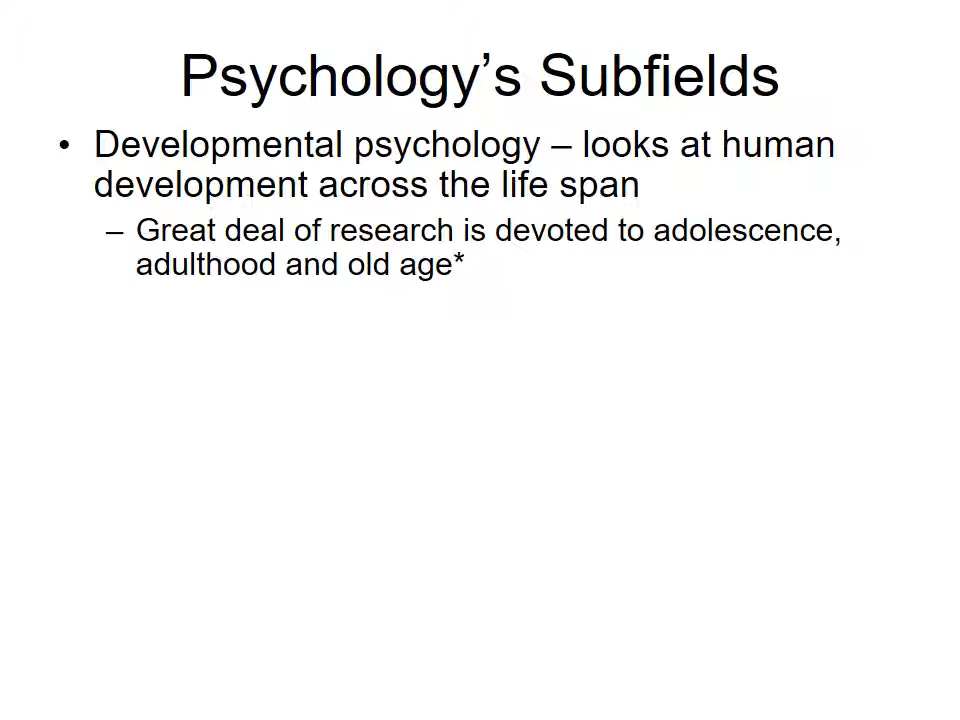 Psychology’s Subfields
• Developmental psychology – looks at human
development across the life span
– Great deal of research is devoted to adolescence,
adulthood and old age*